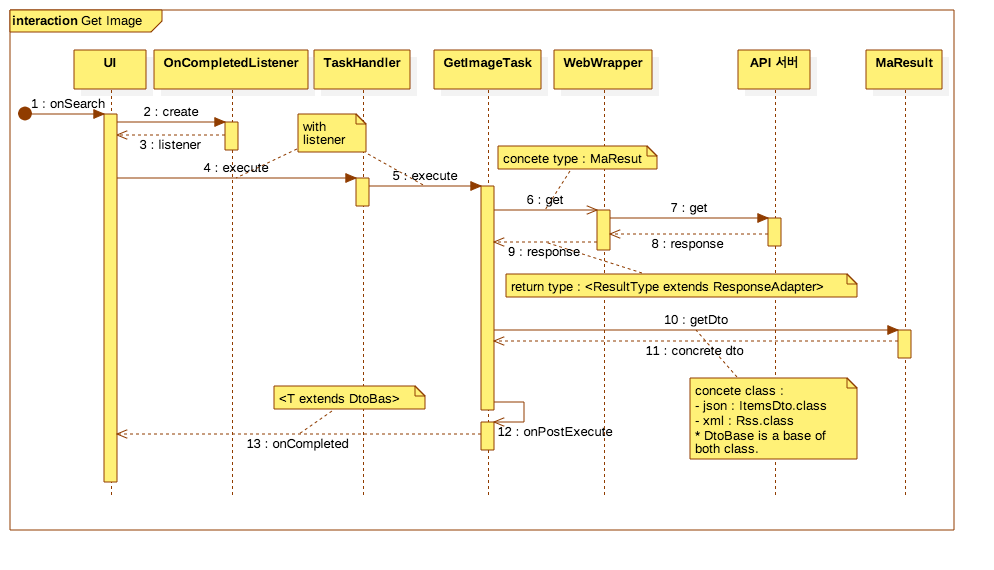 interaction Get Image
UI
OnCompletedListener
TaskHandler
GetImageTask
WebWrapper
API 서버
MaResult
1 : onSearch
2 : create
3 : listener
with
listener
4 : execute
5 : execute
concete type : MaResut
6 : get
7 : get
8 : response
9 : response
return type : <ResultType extends ResponseAdapter>
10 : getDto
11 : concrete dto
concete class :
- json : ItemsDto.class
- xml : Rss.class
* DtoBase is a base of
both class.
<T extends DtoBas>
12 : onPostExecute
13 : onCompleted